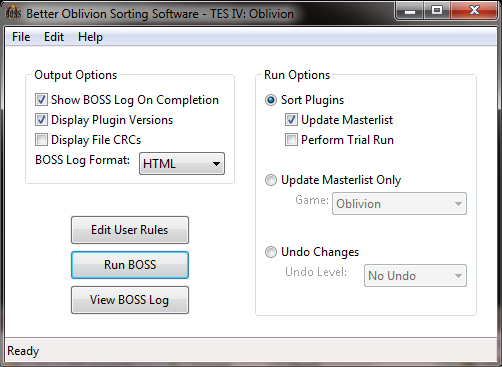 Better Oblivion Sorting Software - TES IV: Oblivion
File Edit Help
Output Options
Show BOSS Log On Completion
Display Plugin Versions
Display File CRCs
BOSS Log Format: HTML
Edit User Rules
Run BOSS
View BOSS Log
Run Options
Sort Plugins
Update Masterlist
Perform Trial Run
Update Masterlist Only
Game: Oblivion
Undo Changes
Undo Level: No Undo
Ready